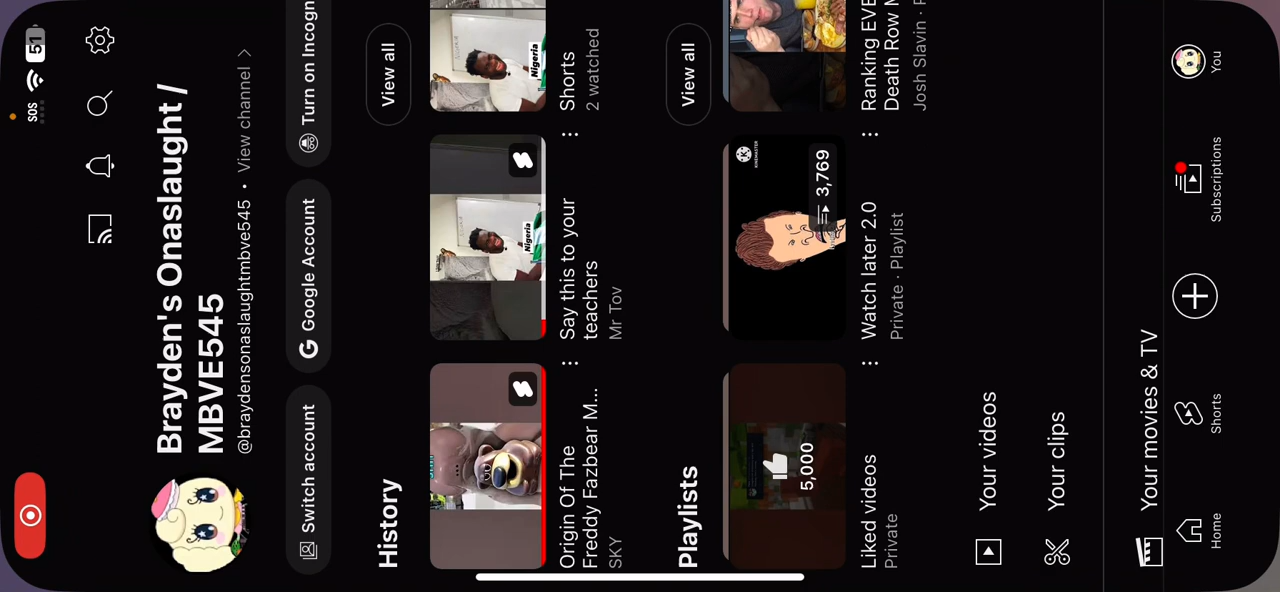 SOS
51
Brayden's Onaslaught /
MBVE545
@braydensonaslaughtmbve545 • View channel >
Switch account
Google Account
Turn on Incogn
History
View all
Origin Of The
Freddy Fazbear M...
SKY
Say this to your
teachers
Mr Tov
Nigeria
Shorts
2 watched
Nigeria
Playlists
View all
5,000
Liked videos
Private
KINEMASTER
3,769
Watch later 2.0
Private · Playlist
Ranking EVE
Death Row M
Josh Slavin · P
Your videos
Your clips
Your movies & TV
Home
Shorts
Subscriptions
You